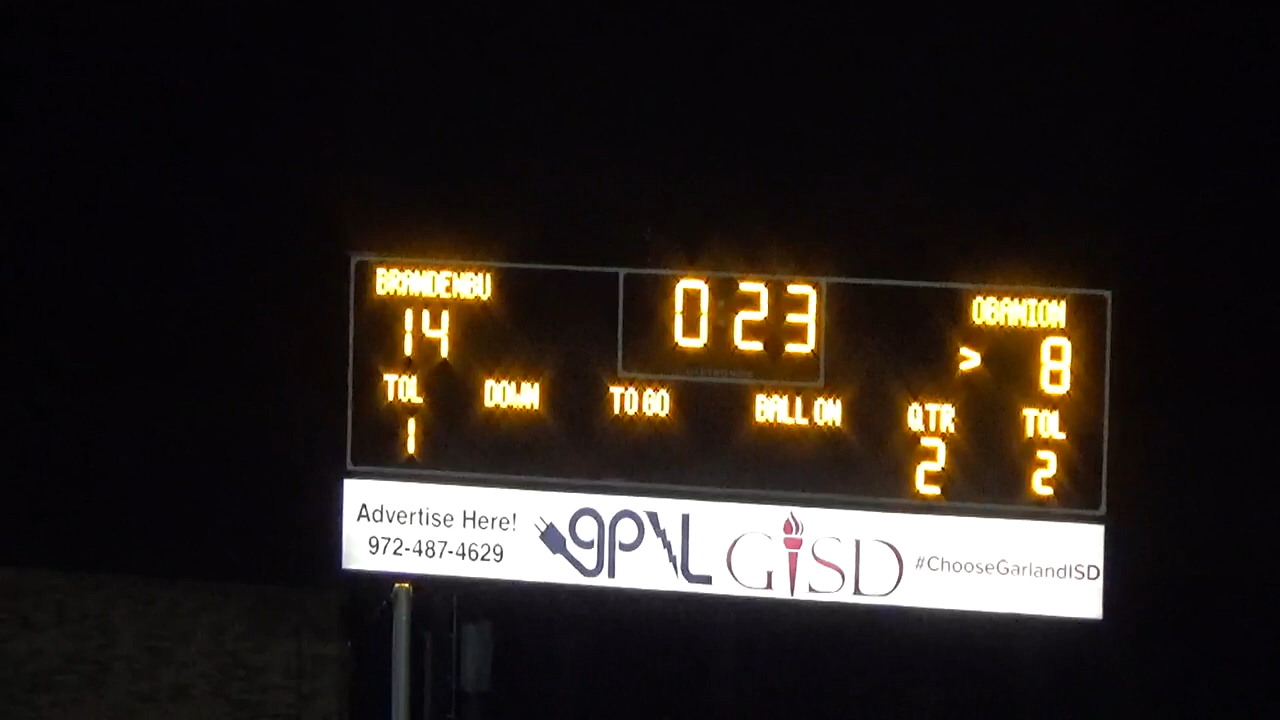 BRANDENBU
0:23
OBANION
14
> 8
TOL
DOWN
TO GO
BALL ON
QTR
TOL
1
2
2
Advertise Here!
972-487-4629
gp\L
GISD
#ChooseGarlandISD